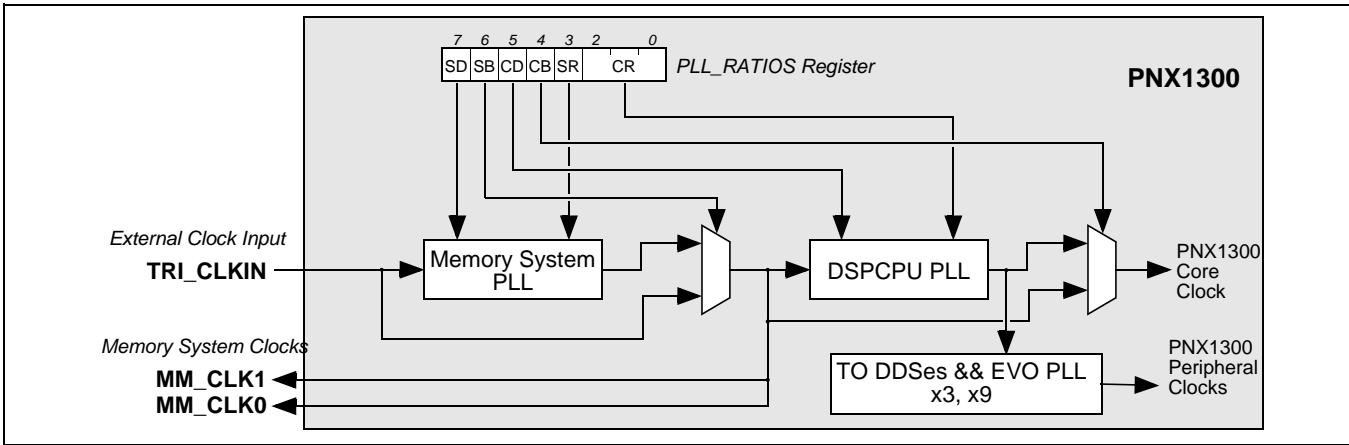 7 6 5 4 3 2 0
SD SB CD CB SR CR
PLL_RATIOS Register
PNX1300
External Clock Input
TRI_CLKIN
Memory System
PLL
DSPCPU PLL
PNX1300
Core
Clock
Memory System Clocks
MM_CLK1
MM_CLK0
TO DDSes && EVO PLL
x3, x9
PNX1300
Peripheral
Clocks